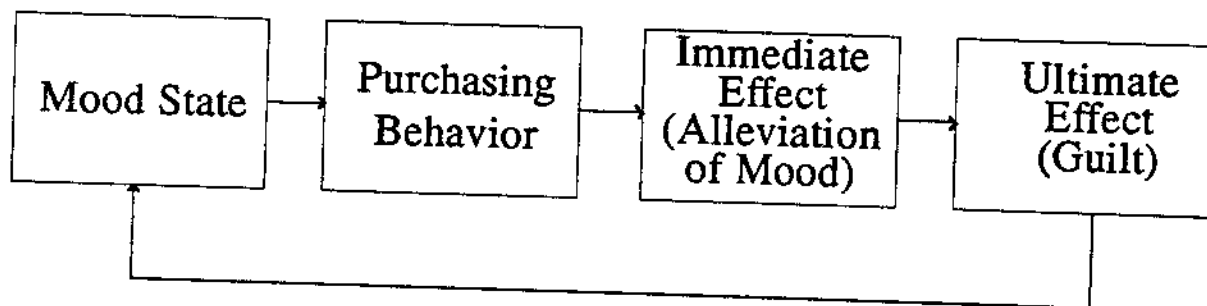 Mood State
Purchasing
Behavior
Immediate
Effect
(Alleviation
of Mood)
Ultimate
Effect
(Guilt)